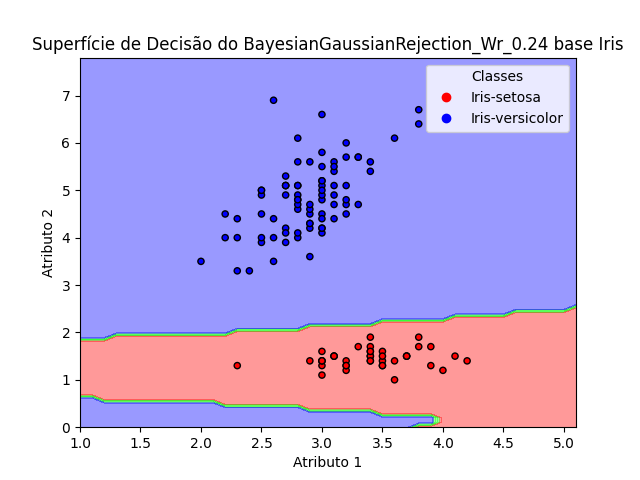 Superfície de Decisão do BayesianGaussianRejection_Wr_0.24 base Iris
Classes
Iris-setosa
Iris-versicolor
7
6
5
4
3
2
1
0
Atributo 2
1.0 1.5 2.0 2.5 3.0 3.5 4.0 4.5 5.0
Atributo 1